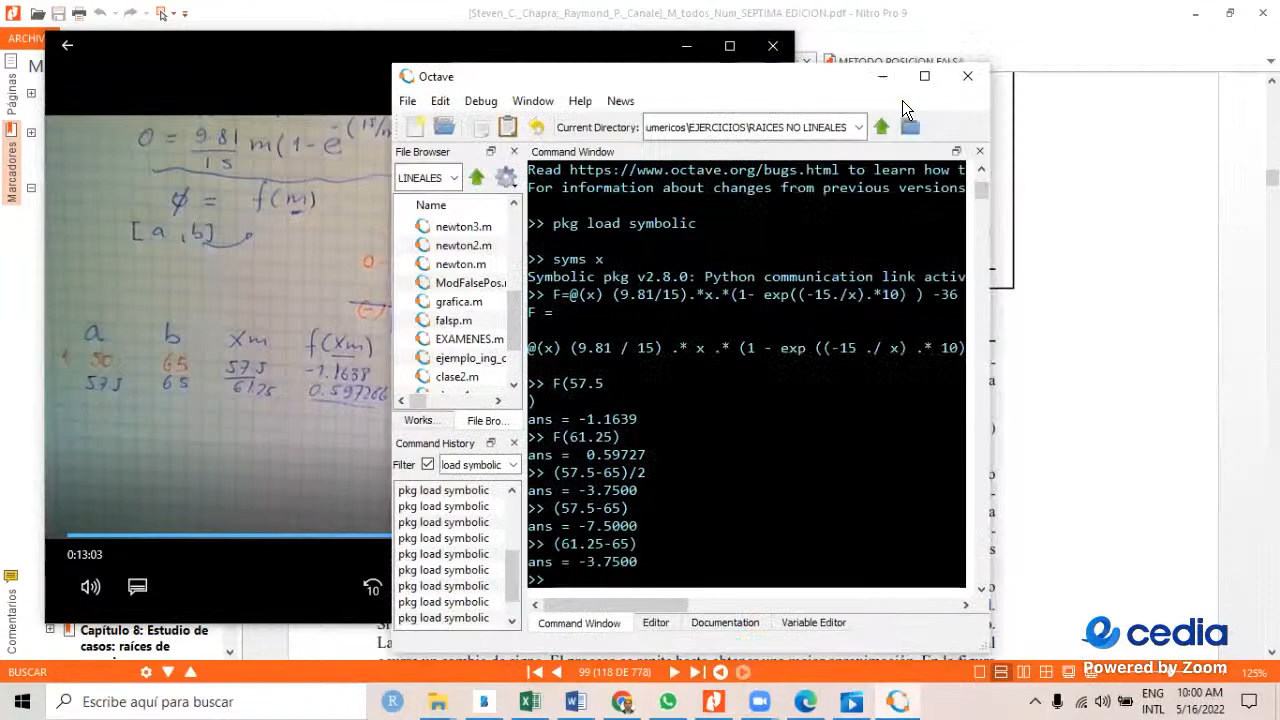 [Steven_C._Chapra;_Raymond_P._Canale]_M_todos_Num_SEPTIMA EDICION.pdf - Nitro Pro 9
ARCHIV
METODO POSICION FALSA
Páginas
Marcadores
Comentarios
0 = 9.81/15 m(1-e^-(15/m
φ = f(m)
[a, b]
0
(-)
a b Xm f(Xm)
50 65 57.5 -1.1638
57.5 65 61.25 0.597266
0:13:03
10
Octave
File Edit Debug Window Help News
Current Directory: umericos\EJERCICIOS\RAICES NO LINEALES
File Browser
LINEALES
Name
newton3.m
newton2.m
newton.m
ModFalsePos.r
grafica.m
falsp.m
EXAMENES.m
ejemplo_ing_c
clase2.m
Works... File Bro...
Command History
Filter load symbolic
pkg load symbolic
pkg load symbolic
pkg load symbolic
pkg load symbolic
pkg load symbolic
pkg load symbolic
pkg load symbolic
pkg load symbolic
pkg load symbolic
Command Window
Read https://www.octave.org/bugs.html to learn how t
For information about changes from previous versions
>> pkg load symbolic
>> syms x
Symbolic pkg v2.8.0: Python communication link activ
>> F=@(x) (9.81/15).*x.*(1- exp((-15./x).*10) ) -36
F =
@(x) (9.81 / 15) .* x .* (1 - exp ((-15 ./ x) .* 10)
>> F(57.5
)
ans = -1.1639
>> F(61.25)
ans = 0.59727
>> (57.5-65)/2
ans = -3.7500
>> (57.5-65)
ans = -7.5000
>> (61.25-65)
ans = -3.7500
>>
Command Window Editor Documentation Variable Editor
Capítulo 8: Estudio de
casos: raíces de
cedia
Powered by Zoom
BUSCAR
99 (118 DE 778)
125%
Escribe aquí para buscar
ENG
INTL
10:00 AM
5/16/2022